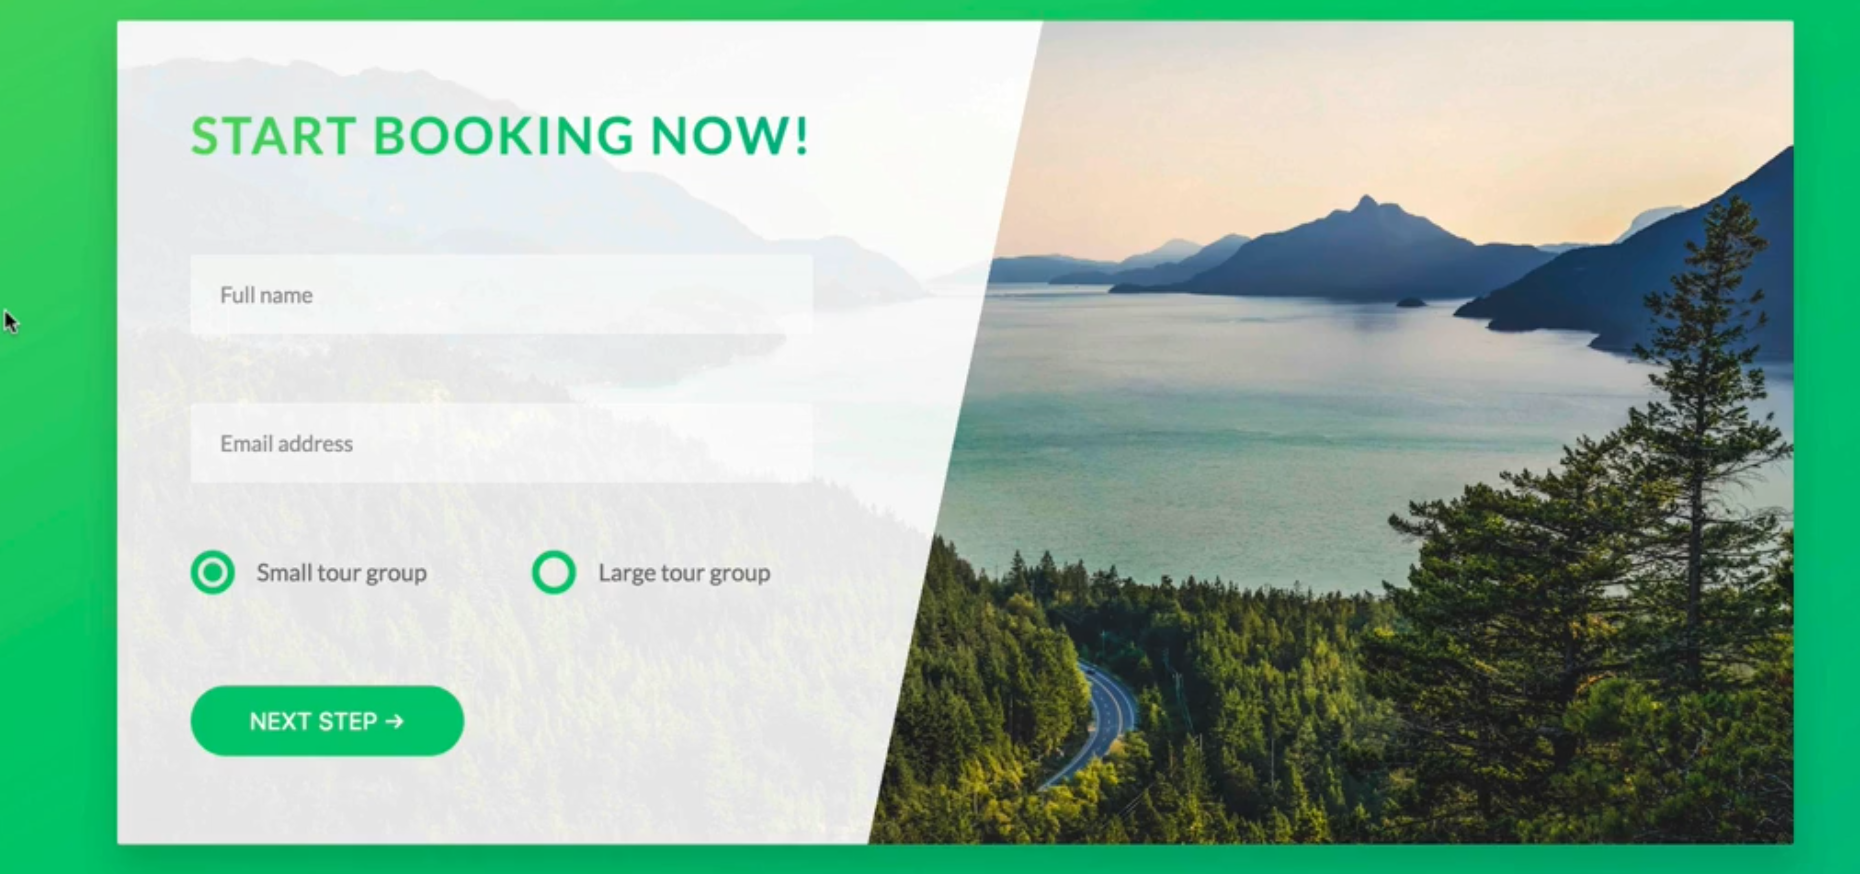 START BOOKING NOW!
Full name
Email address
Small tour group
Large tour group
NEXT STEP →